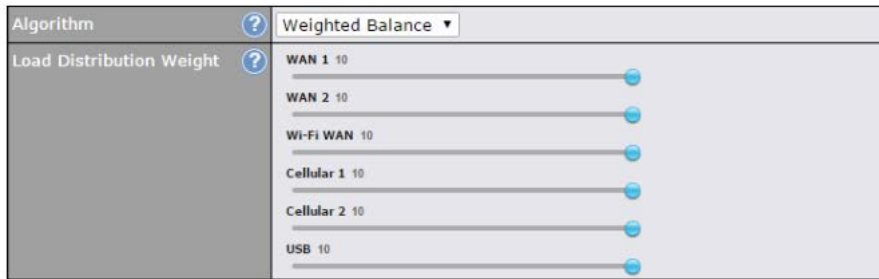 Algorithm ? Weighted Balance
Load Distribution Weight ?
WAN 1 10
WAN 2 10
Wi-Fi WAN 10
Cellular 1 10
Cellular 2 10
USB 10